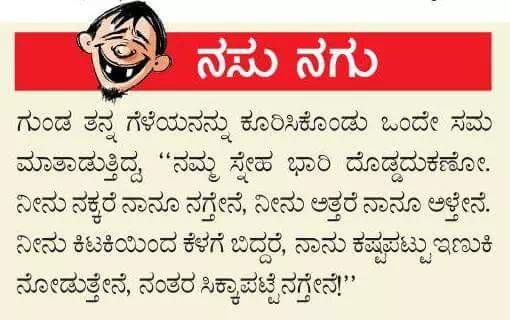 ನಸು ನಗು
ಗುಂಡ ತನ್ನ ಗೆಳೆಯನನ್ನು ಕೂರಿಸಿಕೊಂಡು ಒಂದೇ ಸಮ
ಮಾತಾಡುತ್ತಿದ್ದ, ‘‘ನಮ್ಮ ಸ್ನೇಹ ಭಾರಿ ದೊಡ್ಡದುಕಣೋ.
ನೀನು ನಕ್ಕರೆ ನಾನೂ ನಗ್ತೇನೆ, ನೀನು ಅತ್ತರೆ ನಾನೂ ಅಳ್ತೇನೆ.
ನೀನು ಕಿಟಕಿಯಿಂದ ಕೆಳಗೆ ಬಿದ್ದರೆ, ನಾನು ಕಷ್ಟಪಟ್ಟು ಇಣುಕಿ
ನೋಡುತ್ತೇನೆ, ನಂತರ ಸಿಕ್ಕಾಪಟ್ಟೆ ನಗ್ತೇನೆ!’’